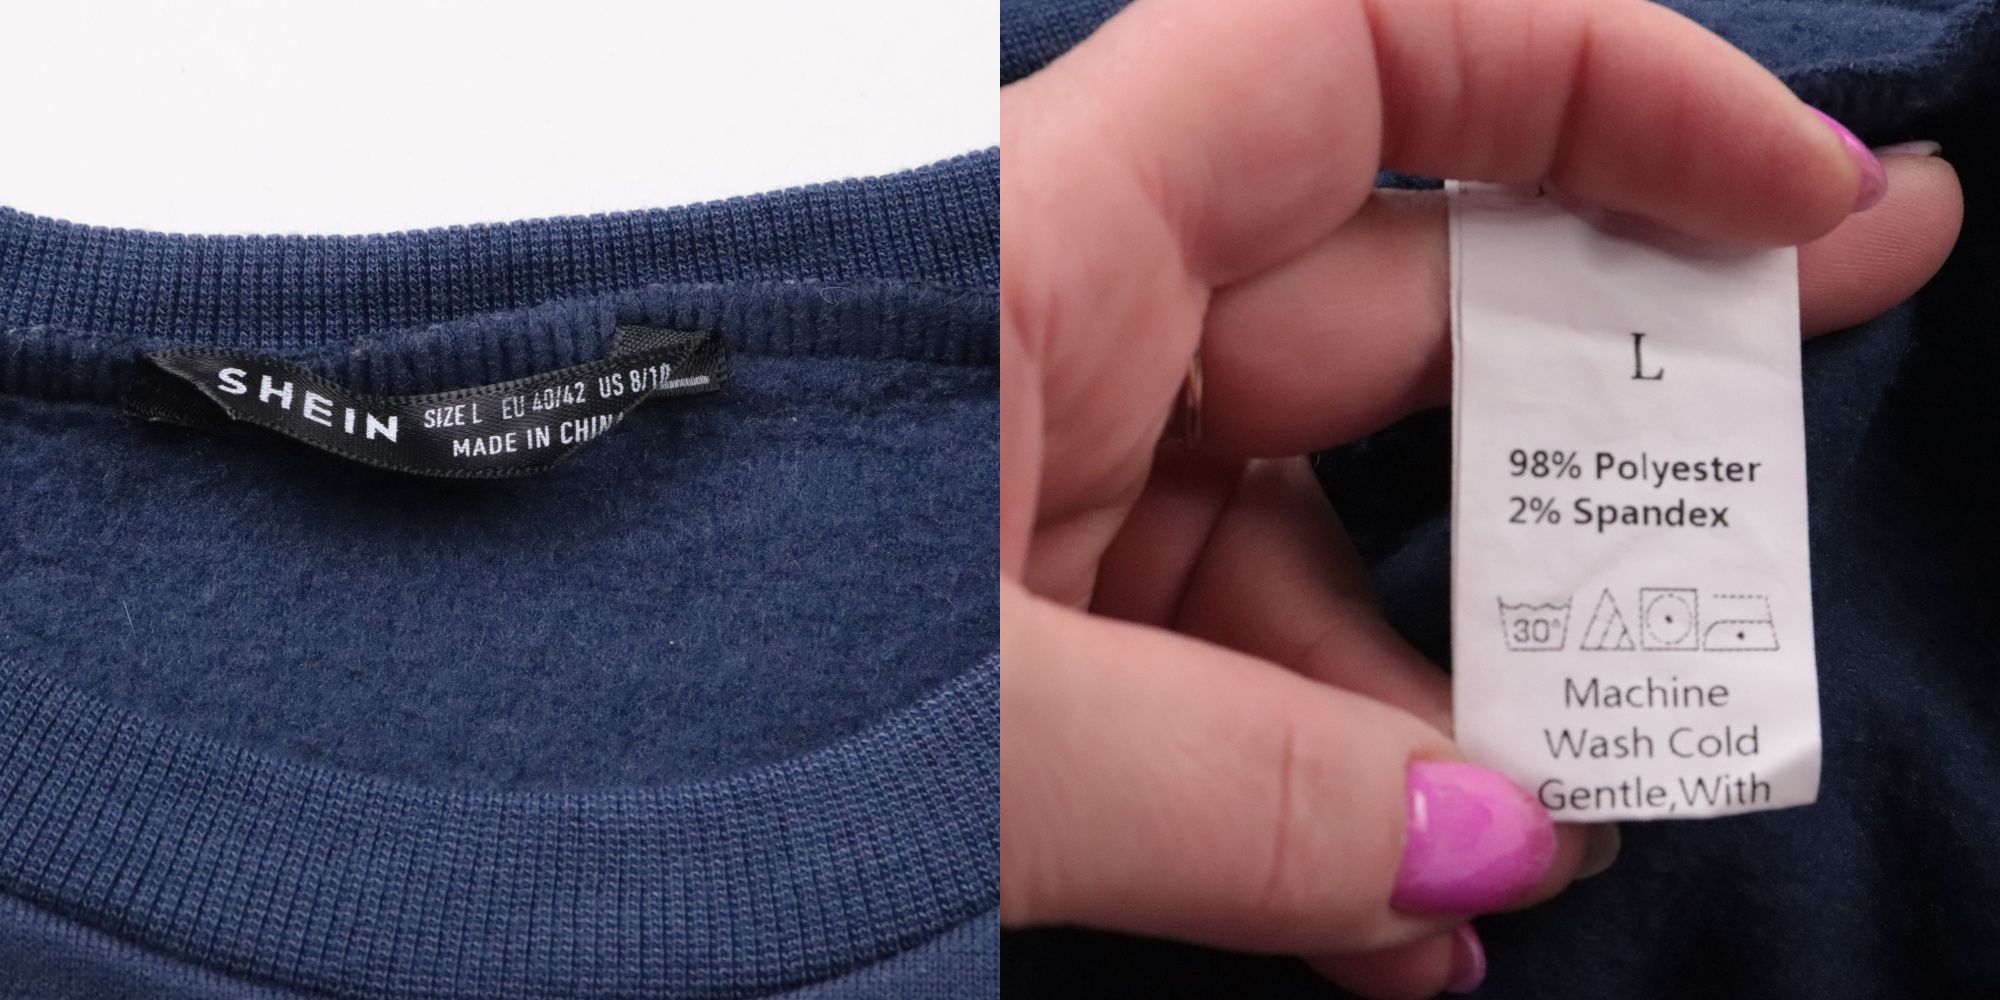 SHEIN
SIZE L EU 40/42 US 8/10
MADE IN CHINA
L
98% Polyester
2% Spandex
30°
Machine
Wash Cold
Gentle,With